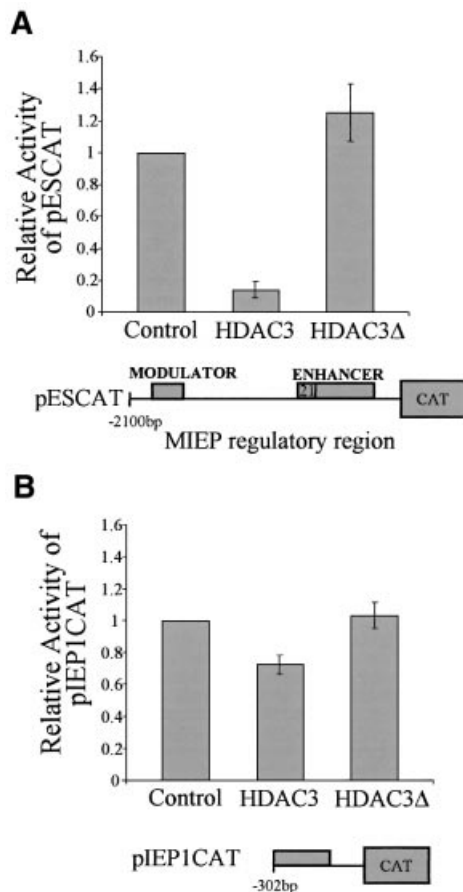 A
Relative Activity
of pESCAT
1.6
1.4
1.2
1
0.8
0.6
0.4
0.2
0
Control HDAC3 HDAC3Δ
MODULATOR ENHANCER
pESCAT 21 CAT
-2100bp
MIEP regulatory region
B
Relative Activity of
pIEP1CAT
1.6
1.4
1.2
1
0.8
0.6
0.4
0.2
0
Control HDAC3 HDAC3Δ
pIEP1CAT CAT
-302bp